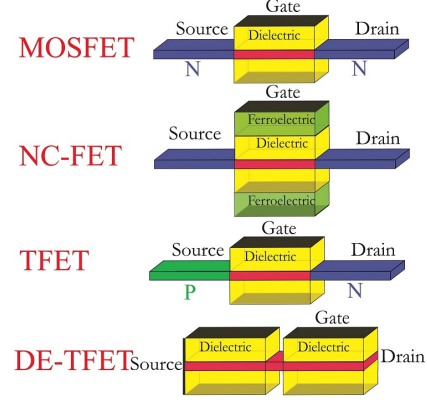 Gate
Source
Drain
MOSFET
Dielectric
N
N
Gate
Ferroelectric
Source
Dielectric
Drain
NC-FET
Ferroelectric
Gate
Source
Drain
TFET
Dielectric
P
N
Gate
Dielectric
Dielectric
DE-TFET
Source
Drain